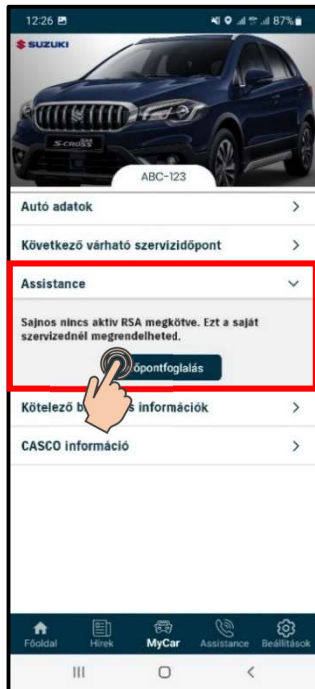 12:26
87%
SUZUKI
S-CROSS
ABC-123
Autó adatok
Következő várható szervizidőpont
Assistance
Sajnos nincs aktív RSA megkötve. Ezt a saját
szervizednél megrendelheted.
őpontfoglalás
Kötelező b s információk
CASCO információ
Főoldal Hírek MyCar Assistance Beállítások